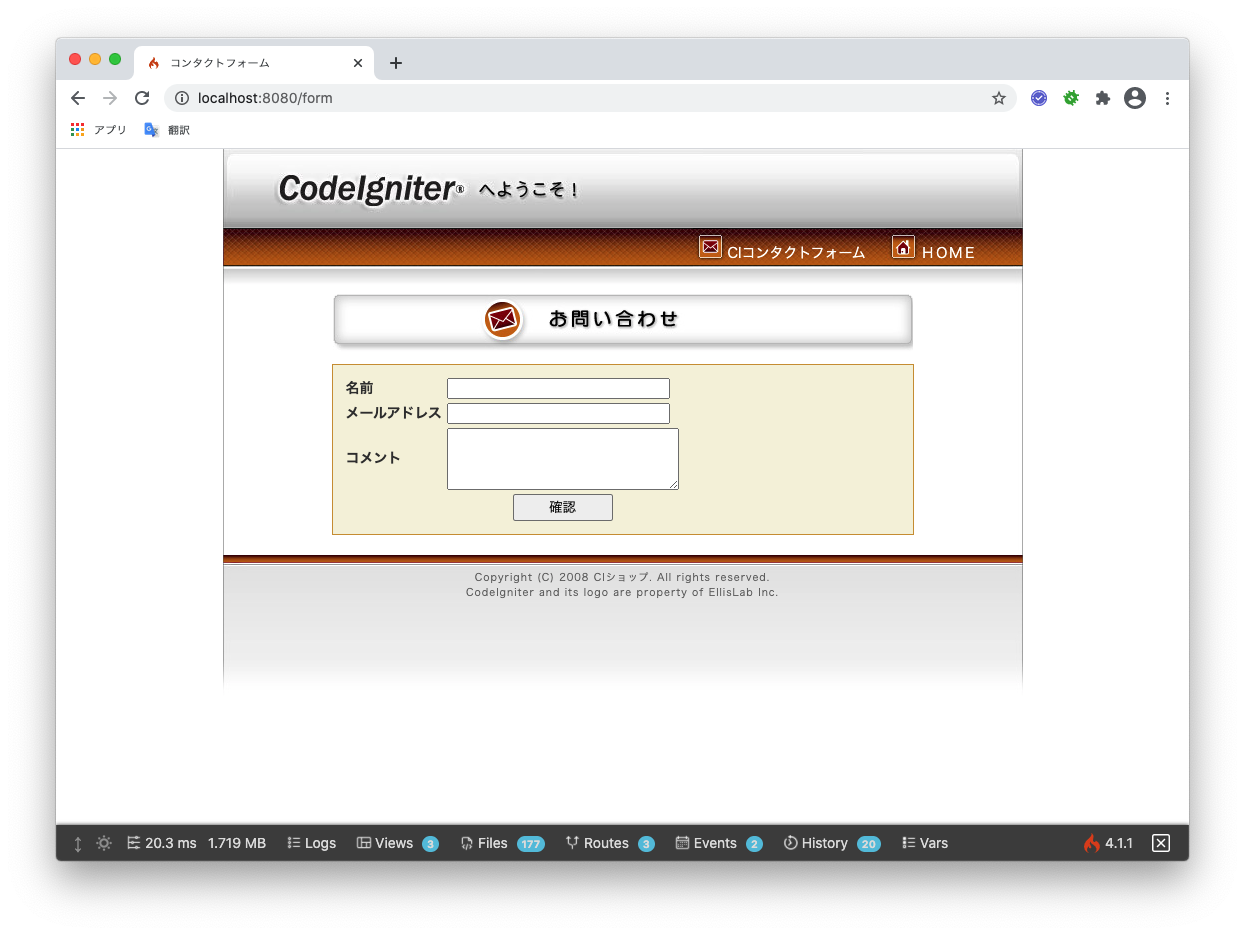 コンタクトフォーム
localhost:8080/form
アプリ 翻訳
CodeIgniter® へようこそ！
CIコンタクトフォーム HOME
お問い合わせ
名前
メールアドレス
コメント
確認
Copyright (C) 2008 CIショップ. All rights reserved.
CodeIgniter and its logo are property of EllisLab Inc.
20.3 ms 1.719 MB Logs Views 3 Files 177 Routes 3 Events 2 History 20 Vars 4.1.1